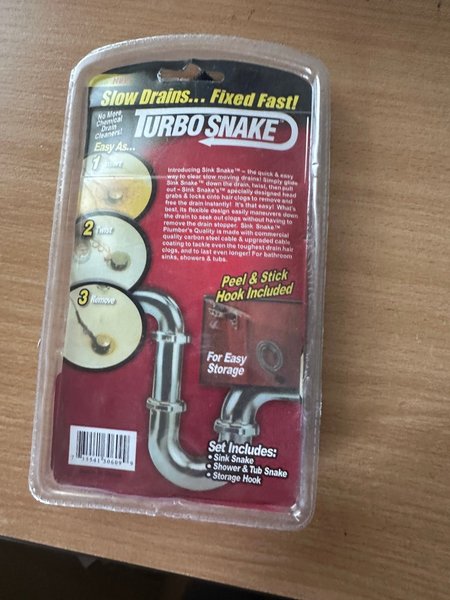 Slow Drains... Fixed Fast!
No More
Chemical
Drain
Cleaners!
TURBO SNAKE
Easy As...
1
Introducing Sink Snake™ – the quick & easy
way to clear slow moving drains! Simply glide
Sink Snake™ down the drain, twist, then pull
out – Sink Snake's™ specially designed head
grabs & locks onto hair clogs to remove and
free the drain instantly! It's that easy! What's
best, its flexible design easily maneuvers down
the drain to seek out clogs without having to
remove the drain stopper. Sink Snake™
Plumber's Quality is made with commercial
quality carbon steel cable & upgraded cable
coating to tackle even the toughest drain hair
clogs, and to last even longer! For bathroom
sinks, showers & tubs.
2 Twist
3 Remove
Peel & Stick
Hook Included
For Easy
Storage
Set Includes:
• Sink Snake
• Shower & Tub Snake
• Storage Hook